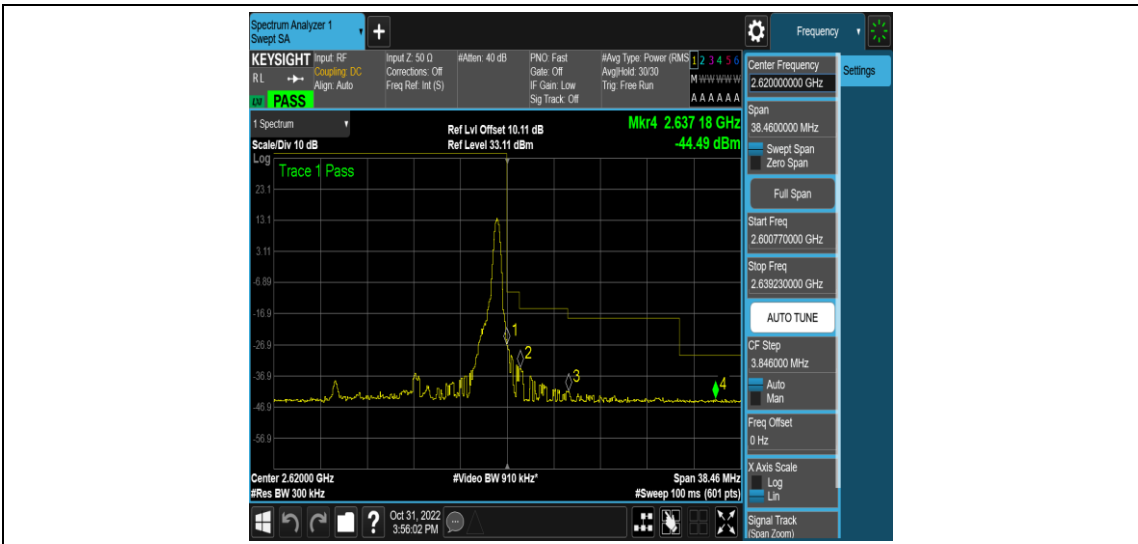 Spectrum Analyzer 1
Swept SA
+
Frequency
KEYSIGHT
RL
PASS
Input: RF
Coupling: DC
Align: Auto
Input Z: 50 Ω
Corrections: Off
Freq Ref: Int (S)
#Atten: 40 dB
PNO: Fast
Gate: Off
IF Gain: Low
Sig Track: Off
#Avg Type: Power (RMS
Avg|Hold: 30/30
Trig: Free Run
1 2 3 4 5 6
M W W W W W
A A A A A A
1 Spectrum
Scale/Div 10 dB
Ref Lvl Offset 10.11 dB
Ref Level 33.11 dBm
Mkr4 2.637 18 GHz
-44.49 dBm
Log
Trace 1 Pass
23.1
13.1
3.11
-6.89
-16.9
-26.9
-36.9
-46.9
-56.9
1
2
3
4
Center 2.62000 GHz
#Res BW 300 kHz
#Video BW 910 kHz*
Span 38.46 MHz
#Sweep 100 ms (601 pts)
Center Frequency
2.620000000 GHz
Settings
Span
38.4600000 MHz
Swept Span
Zero Span
Full Span
Start Freq
2.600770000 GHz
Stop Freq
2.639230000 GHz
AUTO TUNE
CF Step
3.846000 MHz
Auto
Man
Freq Offset
0 Hz
X Axis Scale
Log
Lin
Signal Track
(Span Zoom)
?
Oct 31, 2022
3:56:02 PM